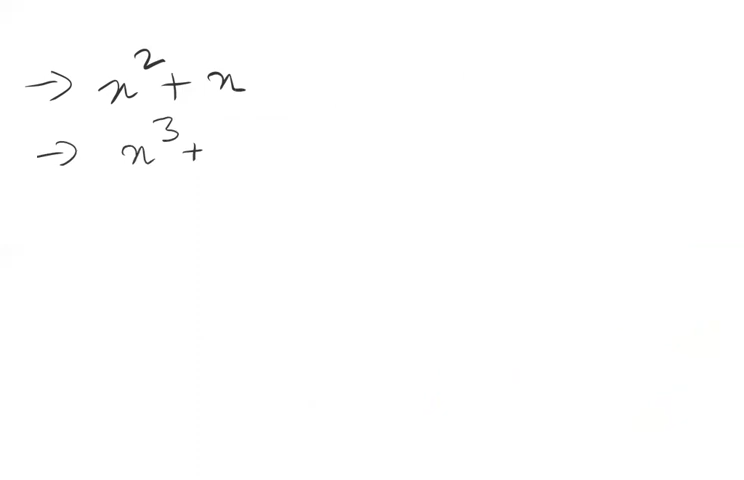 → x² + x
→ x³ +